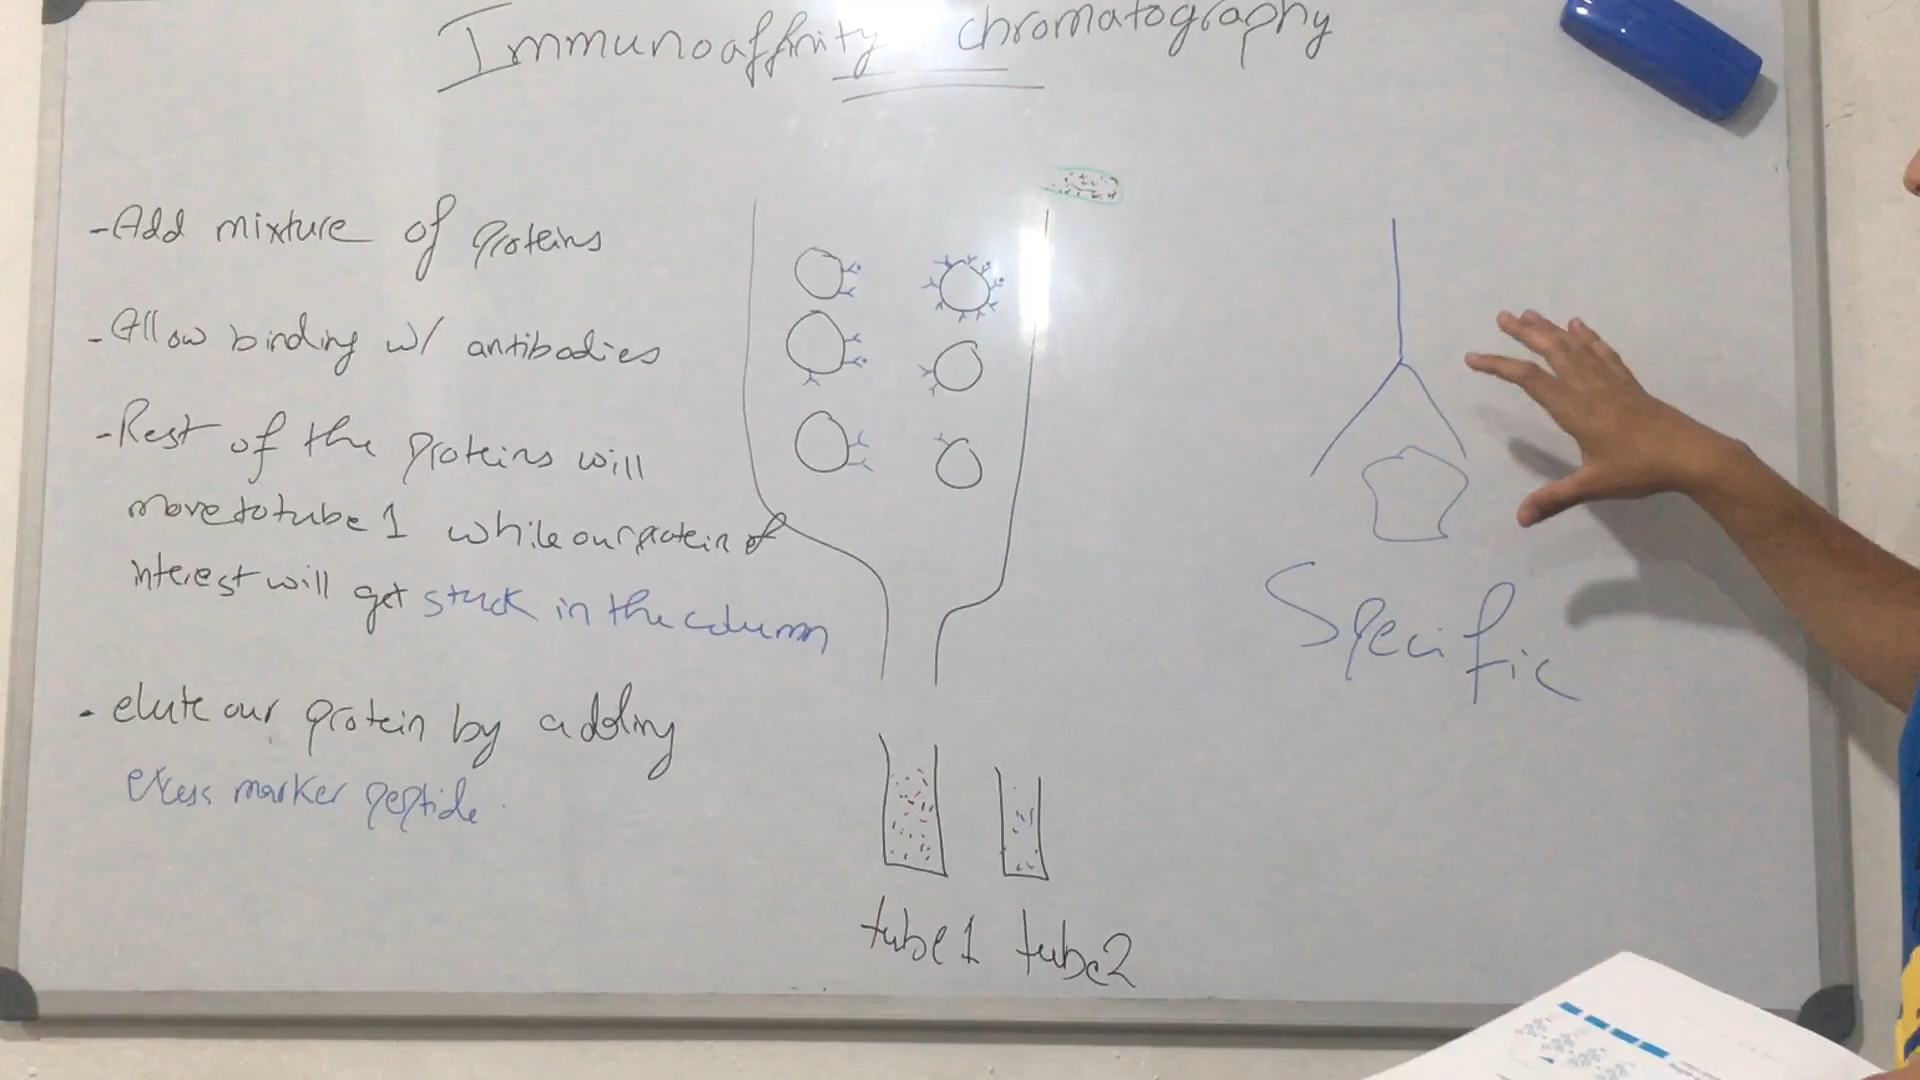 Immunoaffinity chromatography
- Add mixture of proteins
- Allow binding w/ antibodies
- Rest of the proteins will
move to tube 1 while our protein of
interest will get stuck in the column
- elute our protein by adding
exess marker peptide
Specific
tube 1 tube 2